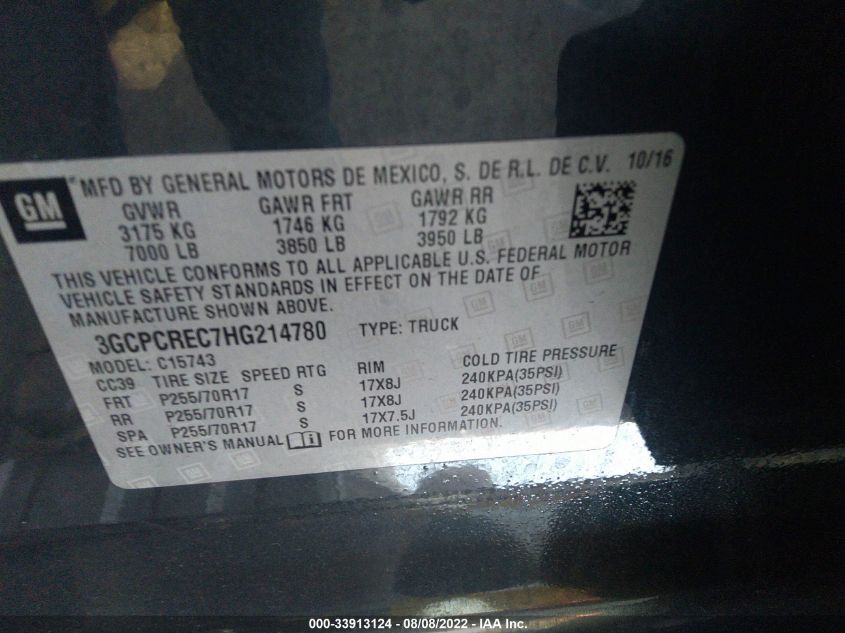 GM
MFD BY GENERAL MOTORS DE MEXICO, S. DE R.L. DE C.V. 10/16
GVWR GAWR FRT GAWR RR
3175 KG 1746 KG 1792 KG
7000 LB 3850 LB 3950 LB
THIS VEHICLE CONFORMS TO ALL APPLICABLE U.S. FEDERAL MOTOR
VEHICLE SAFETY STANDARDS IN EFFECT ON THE DATE OF
MANUFACTURE SHOWN ABOVE.
3GCPCREC7HG214780 TYPE: TRUCK
MODEL: C15743
CC39 TIRE SIZE SPEED RTG RIM COLD TIRE PRESSURE
FRT P255/70R17 S 17X8J 240KPA(35PSI)
RR P255/70R17 S 17X8J 240KPA(35PSI)
SPA P255/70R17 S 17X7.5J 240KPA(35PSI)
SEE OWNER'S MANUAL FOR MORE INFORMATION.
000-33913124 - 08/08/2022 - IAA Inc.